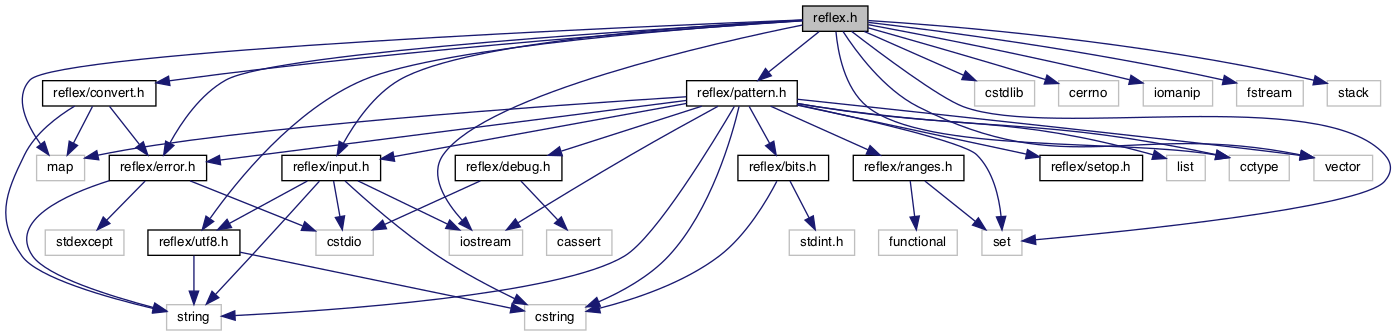 reflex.h
reflex/convert.h
reflex/pattern.h
cstdlib
cerrno
iomanip
fstream
stack
map
reflex/error.h
reflex/input.h
reflex/debug.h
reflex/bits.h
reflex/ranges.h
reflex/setop.h
list
cctype
vector
stdexcept
reflex/utf8.h
cstdio
iostream
cassert
stdint.h
functional
set
string
cstring